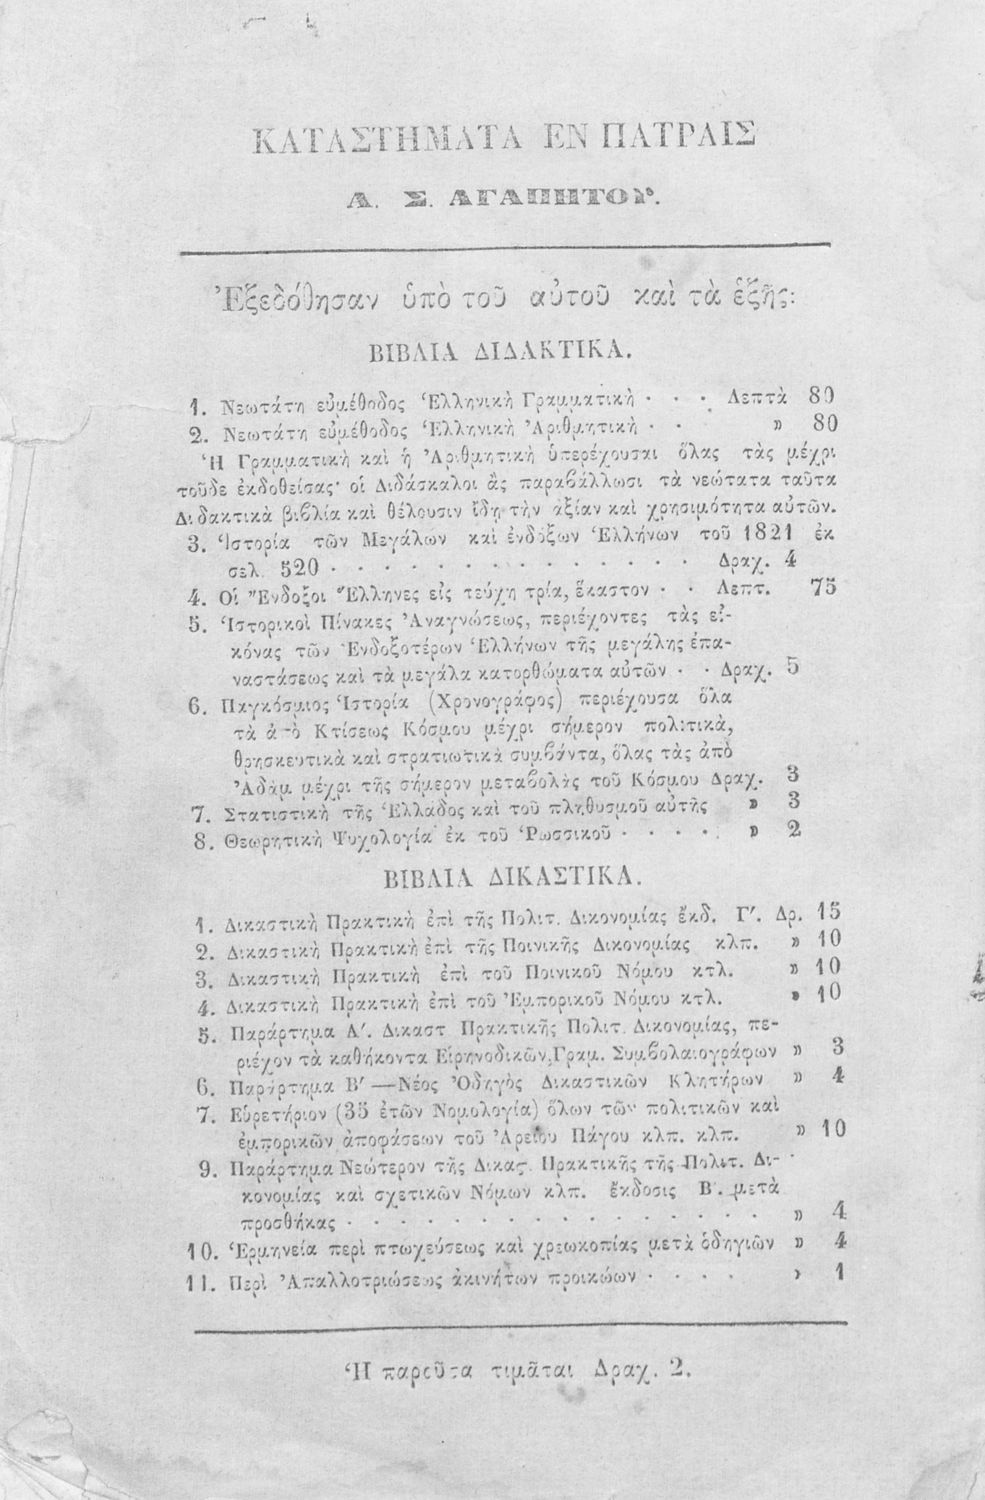 ΚΑΤΑΣΤΗΜΑΤΑ ΕΝ ΠΑΤΡΑΙΣ
Α. Σ. ΑΓΑΠΗΤΟΥ.
Ἐξεδόθησαν ὑπὸ τοῦ αὐτοῦ καὶ τὰ ἑξῆς:
ΒΙΒΛΙΑ ΔΙΔΑΚΤΙΚΑ.
1. Νεωτάτη εὐμέθοδος Ἑλληνικὴ Γραμματικὴ · · · Λεπτὰ 80
2. Νεωτάτη εὐμέθοδος Ἑλληνικὴ Ἀριθμητικὴ · · » 80
Ἡ Γραμματικὴ καὶ ἡ Ἀριθμητικὴ ὑπερέχουσαι ὅλας τὰς μέχρι
τοῦδε ἐκδοθείσας· οἱ Διδάσκαλοι ἂς παραβάλλωσι τὰ νεώτατα ταῦτα
Διδακτικὰ βιβλία καὶ θέλουσιν ἴδῃ τὴν ἀξίαν καὶ χρησιμότητα αὐτῶν.
3. Ἱστορία τῶν Μεγάλων καὶ ἐνδόξων Ἑλλήνων τοῦ 1821 ἐκ
σελ. 520 · · · · · · · · · · · · · · Δραχ. 4
4. Οἱ Ἔνδοξοι Ἕλληνες εἰς τεύχη τρία, ἕκαστον · · Λεπτ. 75
5. Ἱστορικοὶ Πίνακες Ἀναγνώσεως, περιέχοντες τὰς εἰ-
κόνας τῶν Ἐνδοξοτέρων Ἑλλήνων τῆς μεγάλης ἐπα-
ναστάσεως καὶ τὰ μεγάλα κατορθώματα αὐτῶν · · Δραχ. 5
6. Παγκόσμιος Ἱστορία (Χρονογράφος) περιέχουσα ὅλα
τὰ ἀπὸ Κτίσεως Κόσμου μέχρι σήμερον πολιτικὰ,
θρησκευτικὰ καὶ στρατιωτικὰ συμβάντα, ὅλας τὰς ἀπὸ
Ἀδὰμ μέχρι τῆς σήμερον μεταβολὰς τοῦ Κόσμου Δραχ. 3
7. Στατιστικὴ τῆς Ἑλλάδος καὶ τοῦ πληθυσμοῦ αὐτῆς » 3
8. Θεωρητικὴ Ψυχολογία ἐκ τοῦ Ῥωσσικοῦ · · · · » 2
ΒΙΒΛΙΑ ΔΙΚΑΣΤΙΚΑ.
1. Δικαστικὴ Πρακτικὴ ἐπὶ τῆς Πολιτ. Δικονομίας ἔκδ. Γ′. Δρ. 15
2. Δικαστικὴ Πρακτικὴ ἐπὶ τῆς Ποινικῆς Δικονομίας κλπ. » 10
3. Δικαστικὴ Πρακτικὴ ἐπὶ τοῦ Ποινικοῦ Νόμου κτλ. » 10
4. Δικαστικὴ Πρακτικὴ ἐπὶ τοῦ Ἐμπορικοῦ Νόμου κτλ. » 10
5. Παράρτημα Α′. Δικαστ. Πρακτικῆς Πολιτ. Δικονομίας, πε-
ριέχον τὰ καθήκοντα Εἰρηνοδικῶν, Γραμ. Συμβολαιογράφων » 3
6. Παράρτημα Β′ — Νέος Ὁδηγὸς Δικαστικῶν Κλητήρων » 4
7. Εὑρετήριον (35 ἐτῶν Νομολογία) ὅλων τῶν πολιτικῶν καὶ
ἐμπορικῶν ἀποφάσεων τοῦ Ἀρείου Πάγου κλπ. κλπ. » 10
9. Παράρτημα Νεώτερον τῆς Δικασ. Πρακτικῆς τῆς Πολιτ. Δι-
κονομίας καὶ σχετικῶν Νόμων κλπ. ἔκδοσις Β′. μετὰ
προσθήκας · · · · · · · · · · · · · · · » 4
10. Ἑρμηνεία περὶ πτωχεύσεως καὶ χρεωκοπίας μετὰ ὁδηγιῶν » 4
11. Περὶ Ἀπαλλοτριώσεως ἀκινήτων προικώων · · · · » 1
Ἡ παροῦσα τιμᾶται Δραχ. 2.